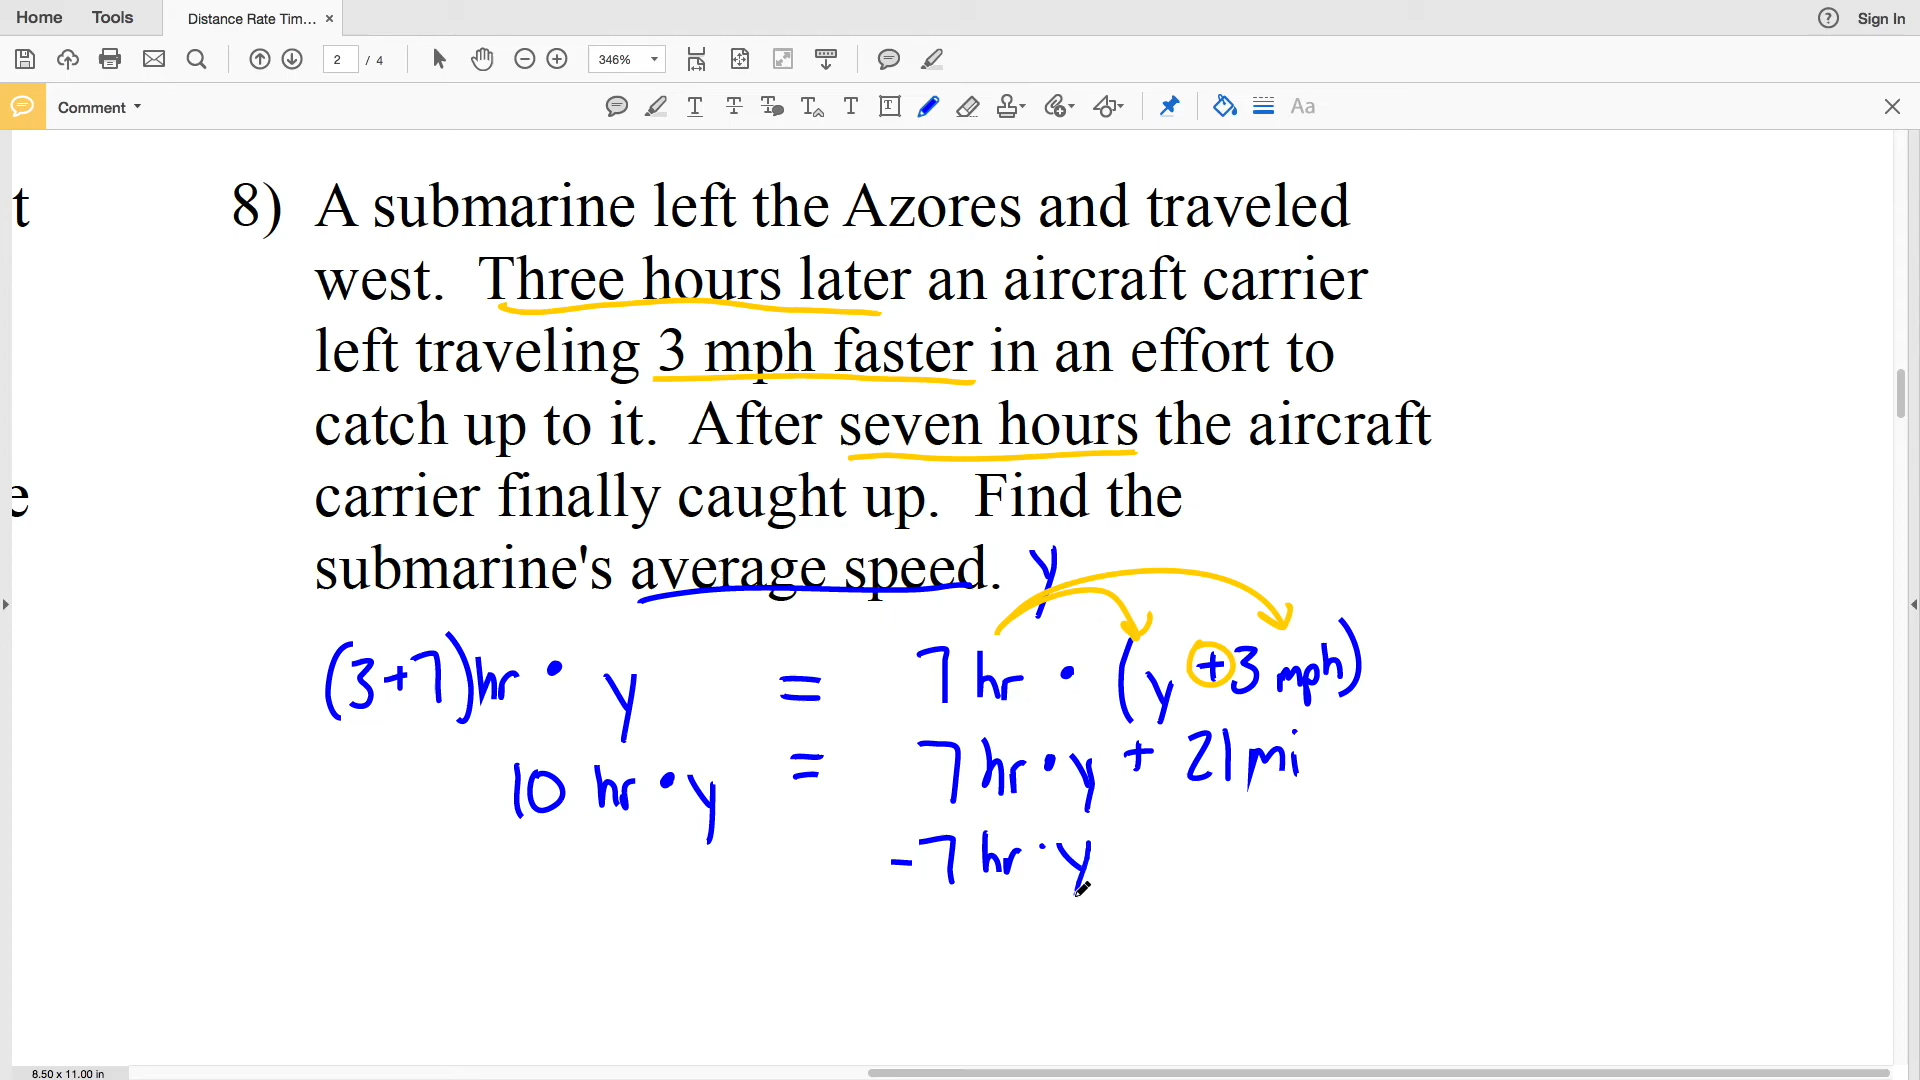 Home Tools Distance Rate Tim... × ? Sign In
2 / 4 346%
Comment T T T T T T Aa
t 8) A submarine left the Azores and traveled
west. Three hours later an aircraft carrier
left traveling 3 mph faster in an effort to
catch up to it. After seven hours the aircraft
e carrier finally caught up. Find the
submarine's average speed. y
(3+7)hr · y = 7 hr · (y +3 mph)
10 hr · y = 7 hr · y + 21 mi
-7 hr · y
8.50 x 11.00 in